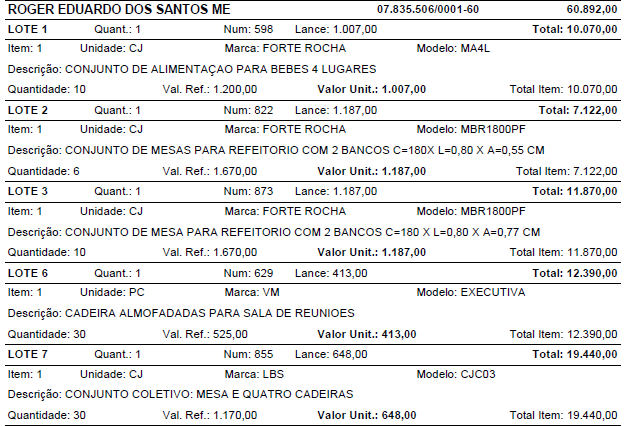 ROGER EDUARDO DOS SANTOS ME 07.835.506/0001-60 60.892,00
LOTE 1 Quant.: 1 Num: 598 Lance: 1.007,00 Total: 10.070,00
Item: 1 Unidade: CJ Marca: FORTE ROCHA Modelo: MA4L
Descrição: CONJUNTO DE ALIMENTAÇAO PARA BEBES 4 LUGARES
Quantidade: 10 Val. Ref.: 1.200,00 Valor Unit.: 1.007,00 Total Item: 10.070,00
LOTE 2 Quant.: 1 Num: 822 Lance: 1.187,00 Total: 7.122,00
Item: 1 Unidade: CJ Marca: FORTE ROCHA Modelo: MBR1800PF
Descrição: CONJUNTO DE MESAS PARA REFEITORIO COM 2 BANCOS C=180X L=0,80 X A=0,55 CM
Quantidade: 6 Val. Ref.: 1.670,00 Valor Unit.: 1.187,00 Total Item: 7.122,00
LOTE 3 Quant.: 1 Num: 873 Lance: 1.187,00 Total: 11.870,00
Item: 1 Unidade: CJ Marca: FORTE ROCHA Modelo: MBR1800PF
Descrição: CONJUNTO DE MESA PARA REFEITORIO COM 2 BANCOS C=180 X L=0,80 X A=0,77 CM
Quantidade: 10 Val. Ref.: 1.670,00 Valor Unit.: 1.187,00 Total Item: 11.870,00
LOTE 6 Quant.: 1 Num: 629 Lance: 413,00 Total: 12.390,00
Item: 1 Unidade: PC Marca: VM Modelo: EXECUTIVA
Descrição: CADEIRA ALMOFADADAS PARA SALA DE REUNIOES
Quantidade: 30 Val. Ref.: 525,00 Valor Unit.: 413,00 Total Item: 12.390,00
LOTE 7 Quant.: 1 Num: 855 Lance: 648,00 Total: 19.440,00
Item: 1 Unidade: CJ Marca: LBS Modelo: CJC03
Descrição: CONJUNTO COLETIVO: MESA E QUATRO CADEIRAS
Quantidade: 30 Val. Ref.: 1.170,00 Valor Unit.: 648,00 Total Item: 19.440,00